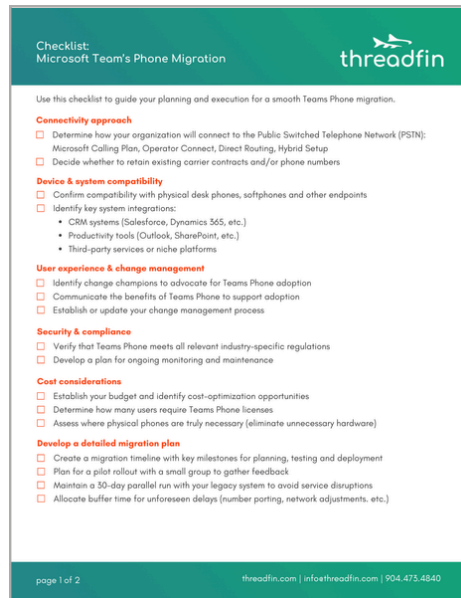 Checklist:
Microsoft Team's Phone Migration
threadfin
Use this checklist to guide your planning and execution for a smooth Teams Phone migration.
Connectivity approach
Determine how your organization will connect to the Public Switched Telephone Network (PSTN):
Microsoft Calling Plan, Operator Connect, Direct Routing, Hybrid Setup
Decide whether to retain existing carrier contracts and/or phone numbers
Device & system compatibility
Confirm compatibility with physical desk phones, softphones and other endpoints
Identify key system integrations:
• CRM systems (Salesforce, Dynamics 365, etc.)
• Productivity tools (Outlook, SharePoint, etc.)
• Third-party services or niche platforms
User experience & change management
Identify change champions to advocate for Teams Phone adoption
Communicate the benefits of Teams Phone to support adoption
Establish or update your change management process
Security & compliance
Verify that Teams Phone meets all relevant industry-specific regulations
Develop a plan for ongoing monitoring and maintenance
Cost considerations
Establish your budget and identify cost-optimization opportunities
Determine how many users require Teams Phone licenses
Assess where physical phones are truly necessary (eliminate unnecessary hardware)
Develop a detailed migration plan
Create a migration timeline with key milestones for planning, testing and deployment
Plan for a pilot rollout with a small group to gather feedback
Maintain a 30-day parallel run with your legacy system to avoid service disruptions
Allocate buffer time for unforeseen delays (number porting, network adjustments. etc.)
page 1 of 2
threadfin.com | info@threadfin.com | 904.473.4840